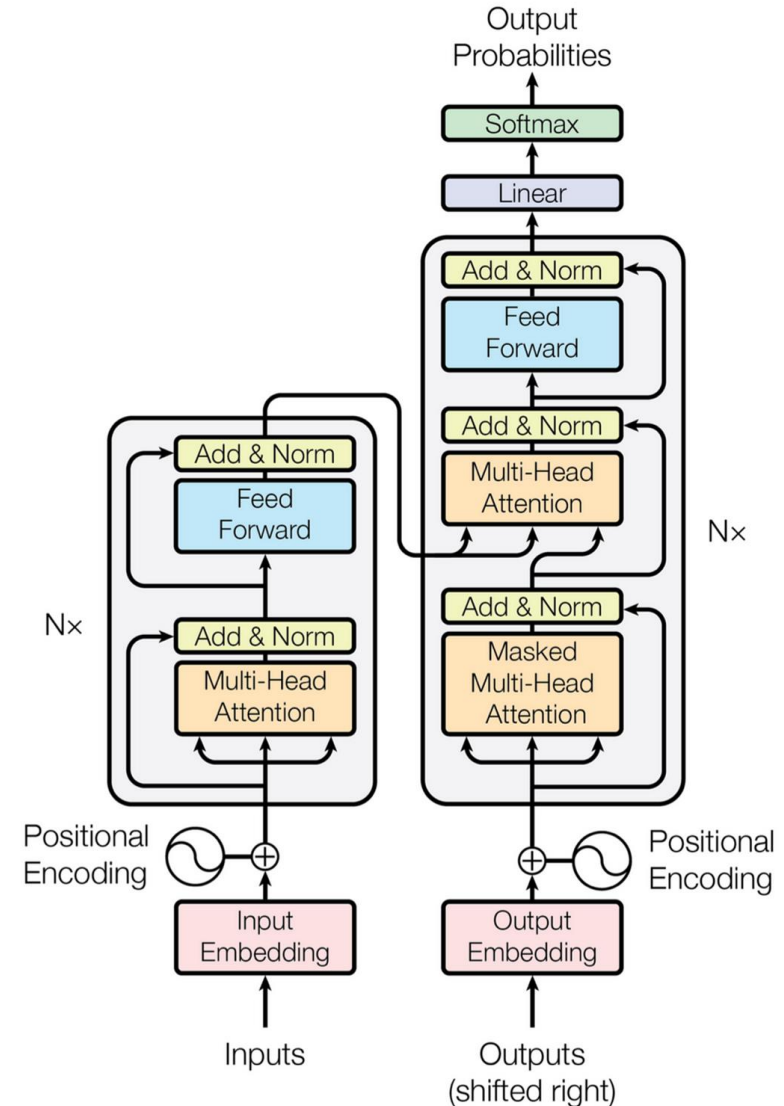 Output
Probabilities
Softmax
Linear
Add & Norm
Feed
Forward
Add & Norm
Multi-Head
Attention
Add & Norm
Masked
Multi-Head
Attention
Nx
Add & Norm
Feed
Forward
Add & Norm
Multi-Head
Attention
N×
Positional
Encoding
Positional
Encoding
Input
Embedding
Output
Embedding
Inputs
Outputs
(shifted right)